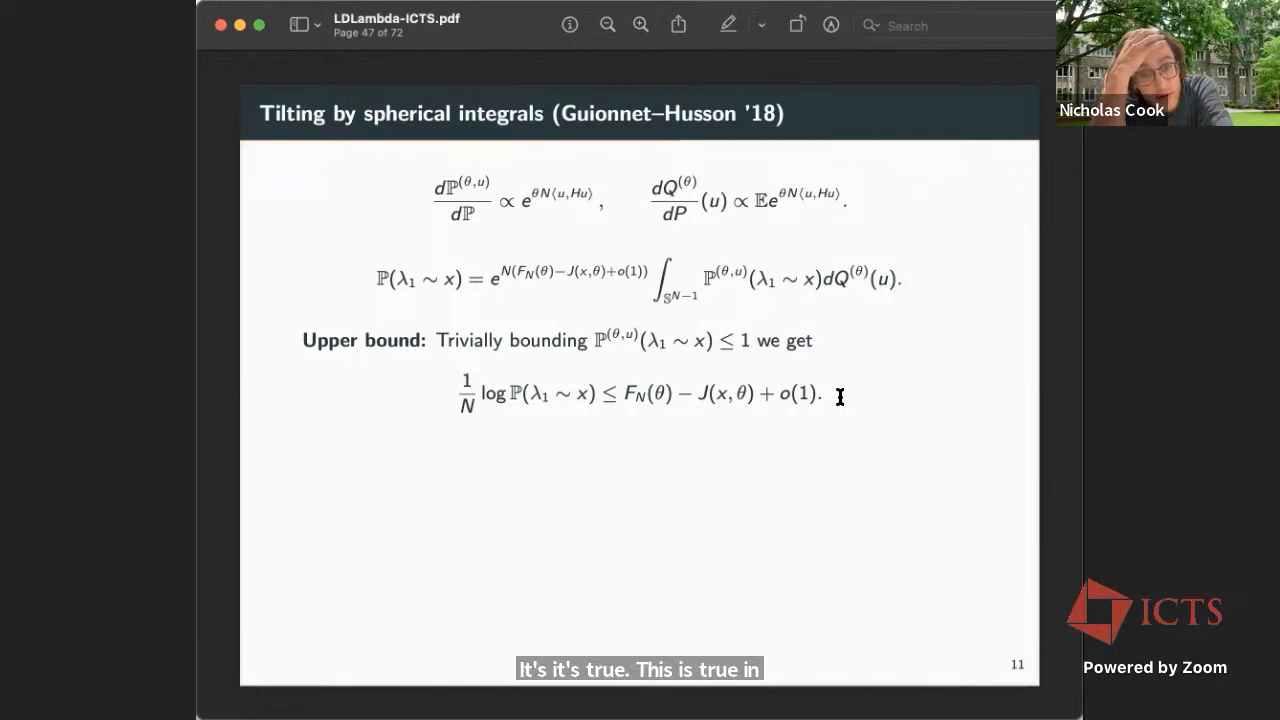 LDLambda-ICTS.pdf
Page 47 of 72
Search
Nicholas Cook
Tilting by spherical integrals (Guionnet–Husson '18)
dℙ^(θ,u)/dℙ ∝ e^{θN⟨u,Hu⟩} , dQ^(θ)/dP (u) ∝ 𝔼e^{θN⟨u,Hu⟩}.
ℙ(λ₁ ∼ x) = e^{N(F_N(θ)−J(x,θ)+o(1))} ∫_{𝕊^{N−1}} ℙ^(θ,u)(λ₁ ∼ x)dQ^(θ)(u).
Upper bound: Trivially bounding ℙ^(θ,u)(λ₁ ∼ x) ≤ 1 we get
1/N log ℙ(λ₁ ∼ x) ≤ F_N(θ) − J(x, θ) + o(1).
11
It's it's true. This is true in
ICTS
Powered by Zoom